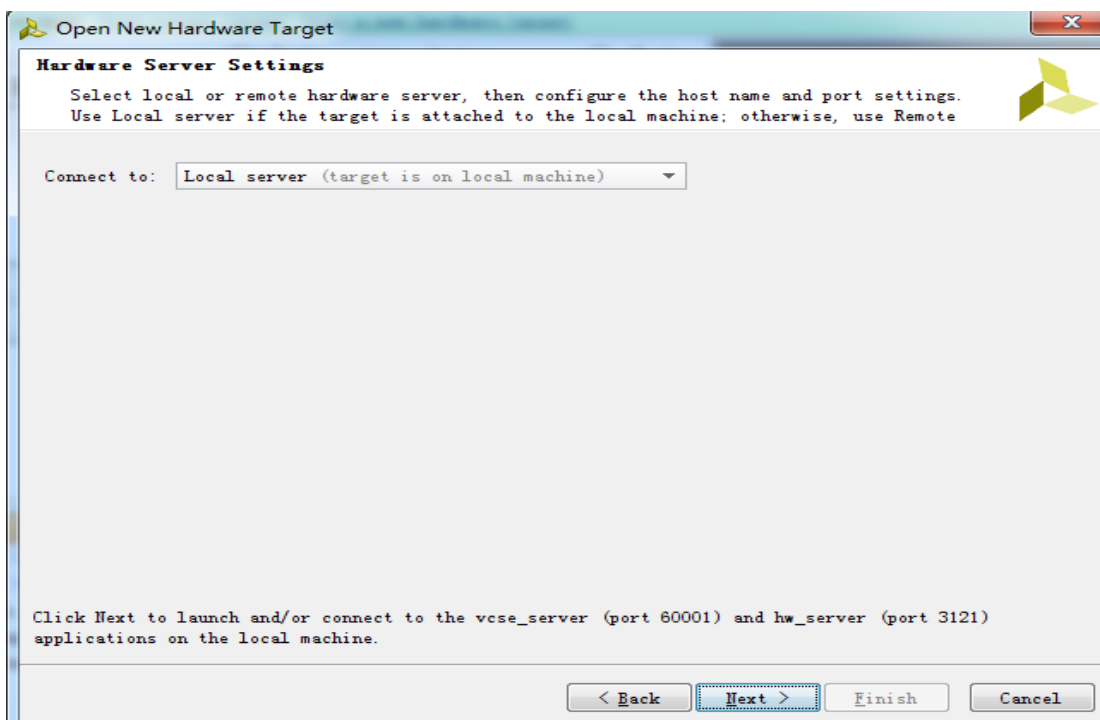 Open New Hardware Target
Hardware Server Settings
Select local or remote hardware server, then configure the host name and port settings.
Use Local server if the target is attached to the local machine; otherwise, use Remote
Connect to: Local server (target is on local machine)
Click Next to launch and/or connect to the vcse_server (port 60001) and hw_server (port 3121)
applications on the local machine.
< Back Next > Finish Cancel